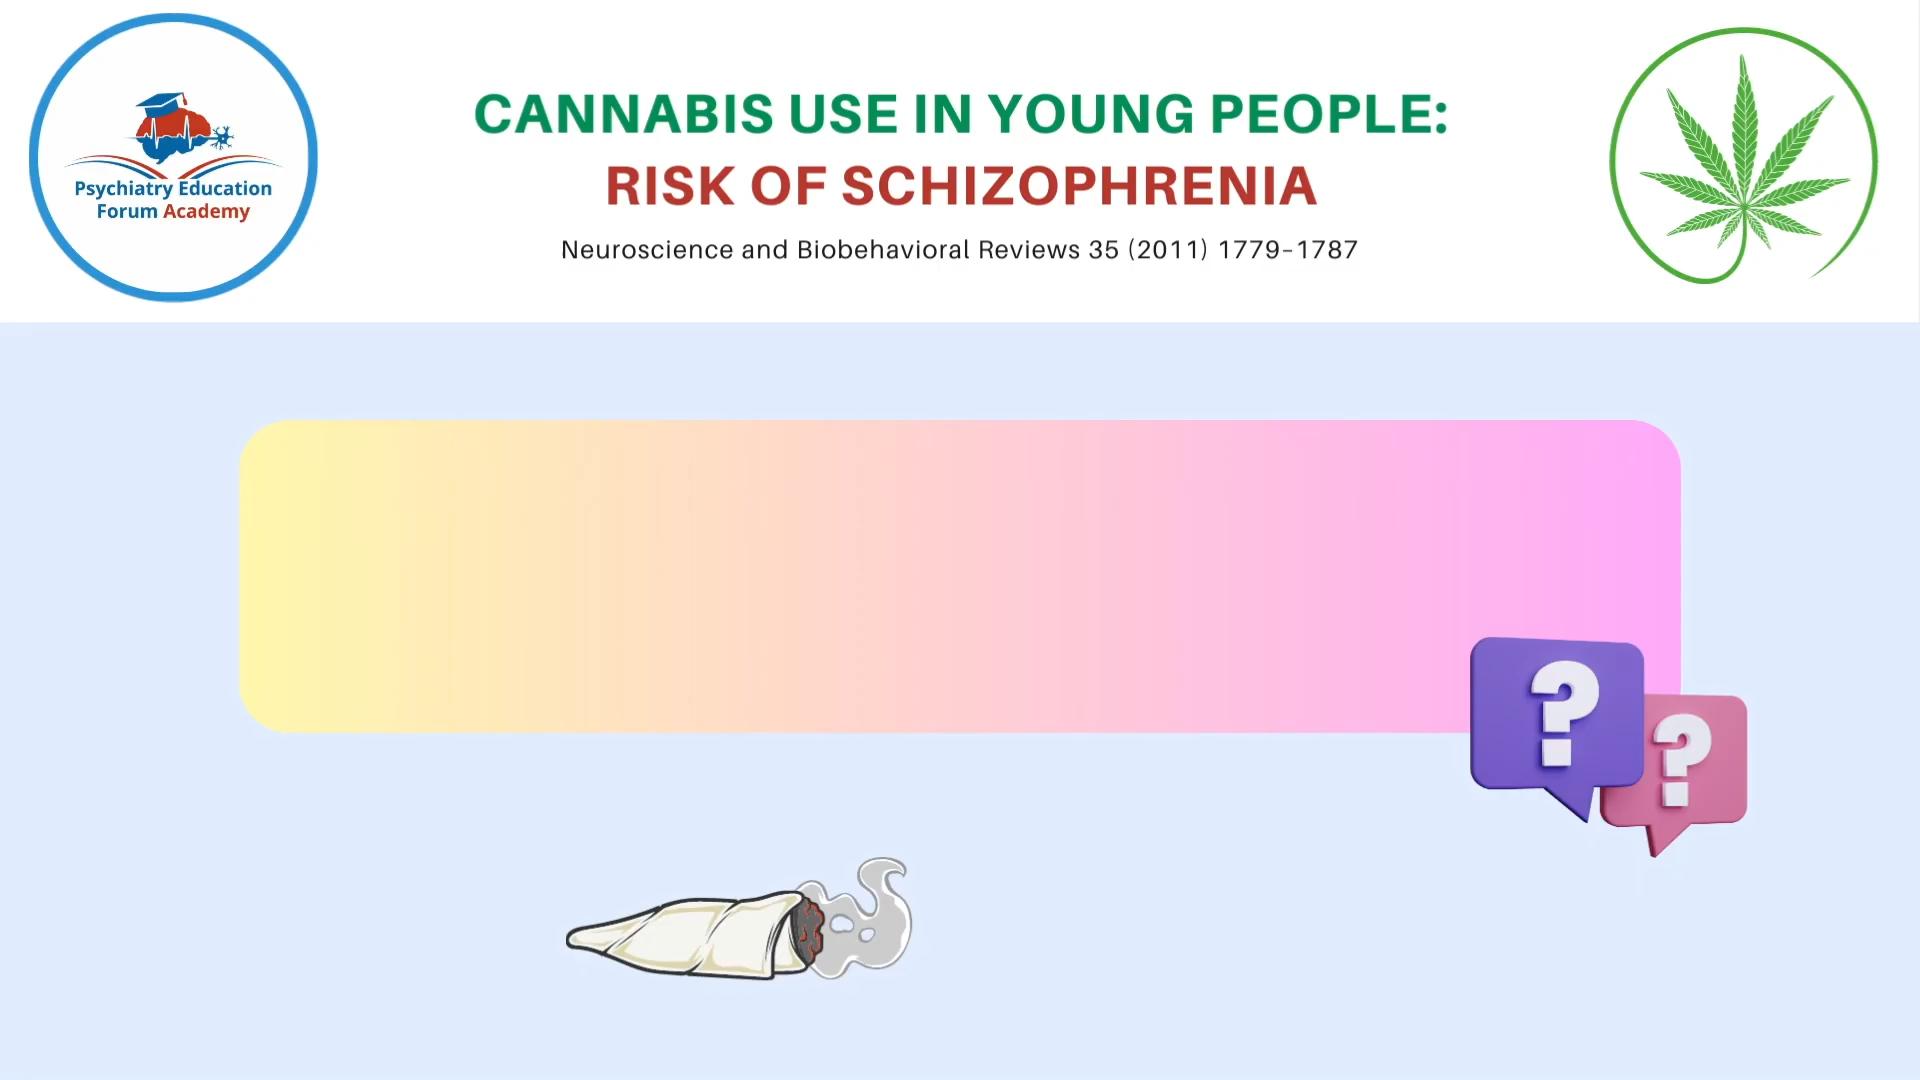 Psychiatry Education
Forum Academy
CANNABIS USE IN YOUNG PEOPLE:
RISK OF SCHIZOPHRENIA
Neuroscience and Biobehavioral Reviews 35 (2011) 1779–1787
?
?